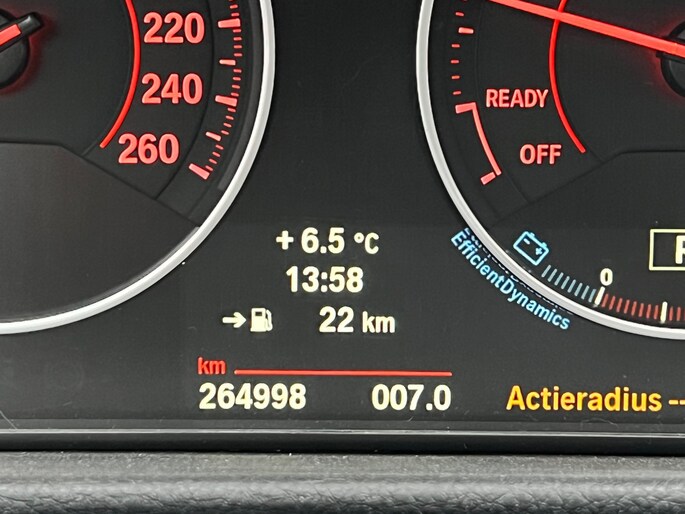 220
240
260
READY
OFF
+ 6.5 °C
13:58
EfficientDynamics
0
22 km
km
264998 007.0
Actieradius --